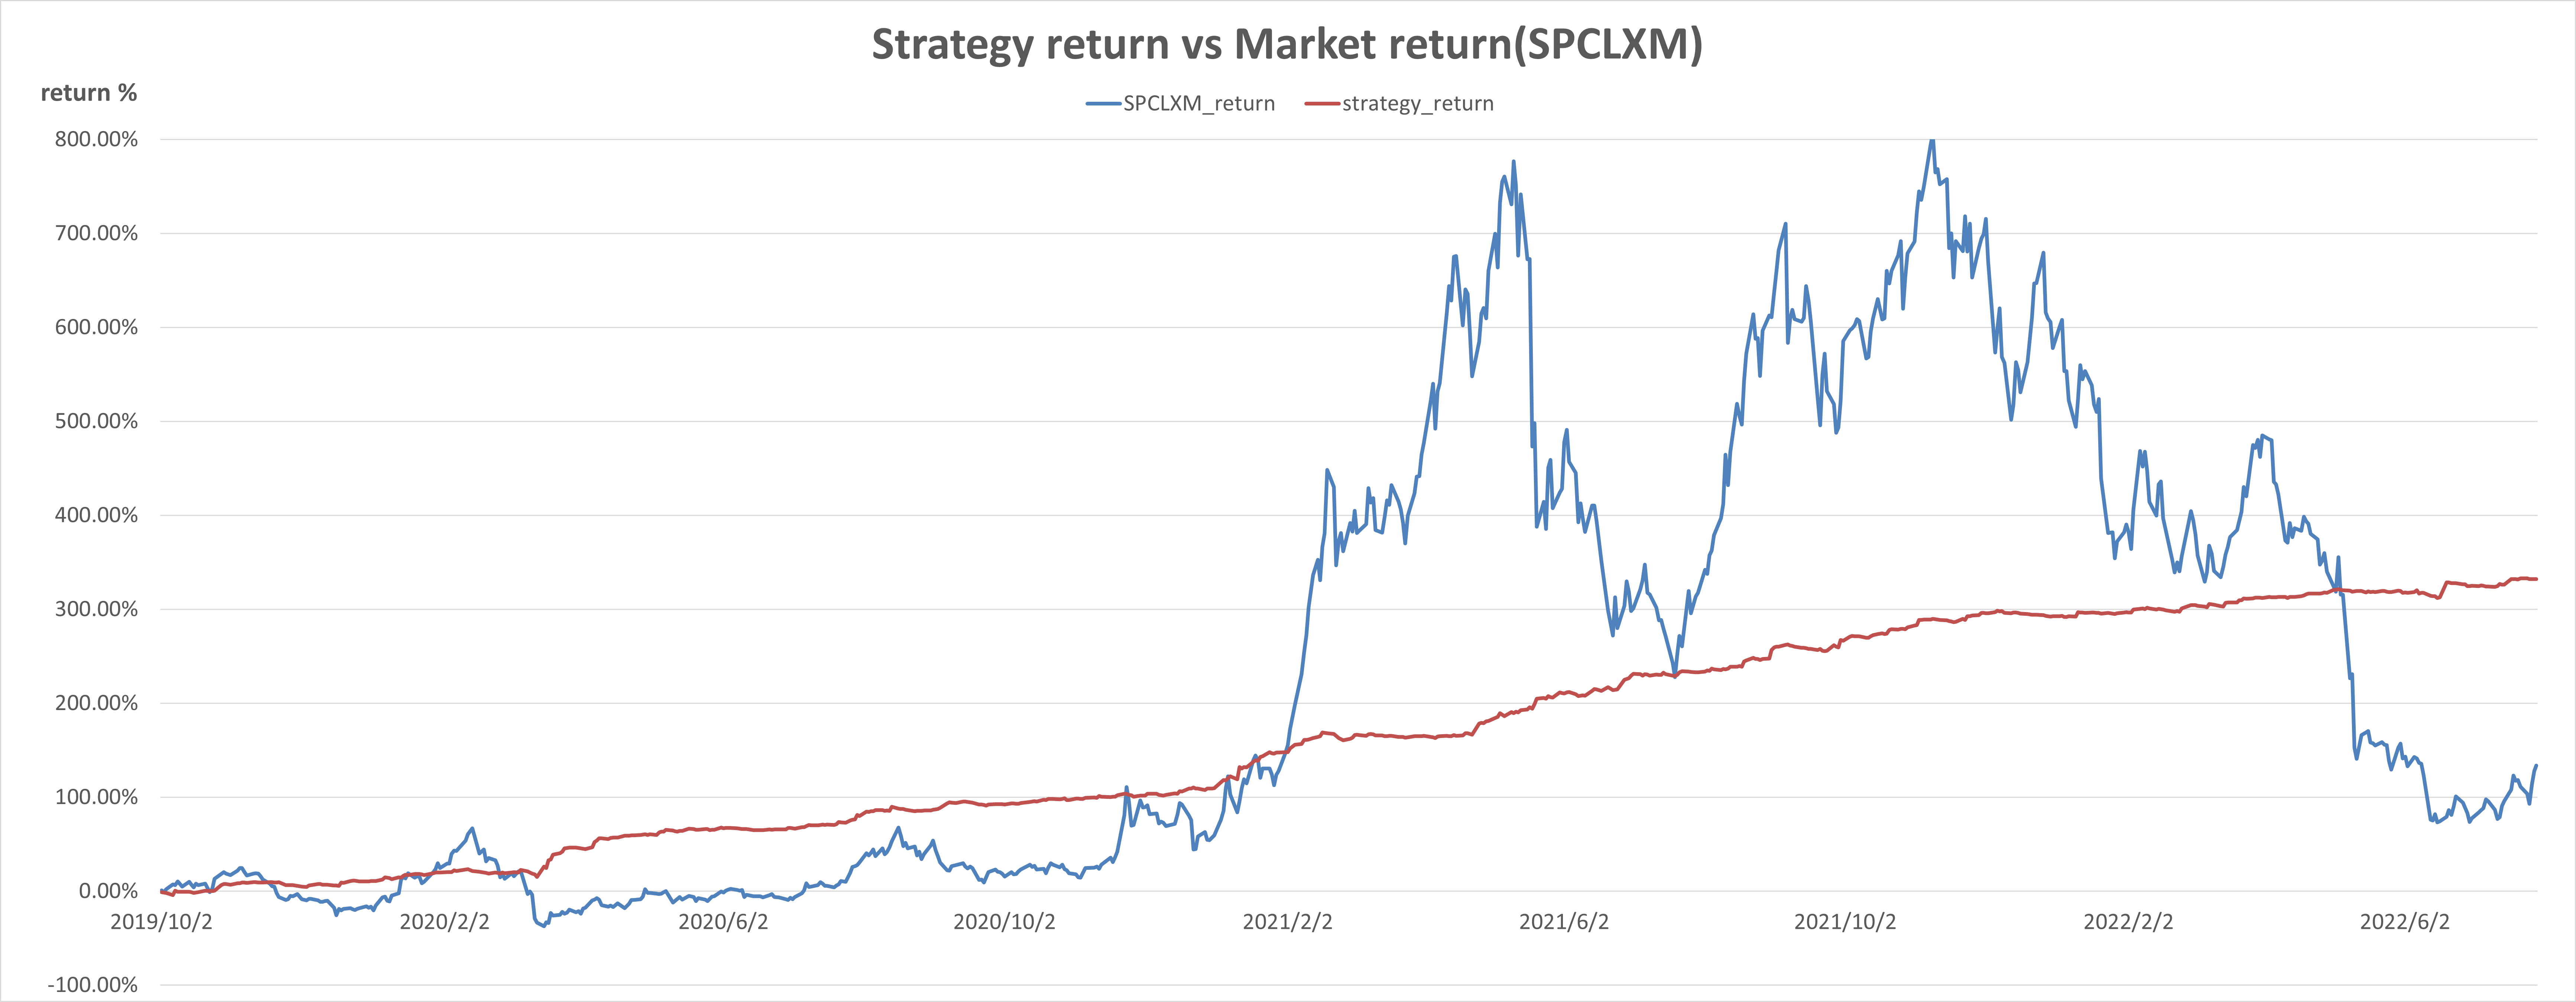 Strategy return vs Market return(SPCLXM)
return %
SPCLXM_return strategy_return
800.00%
700.00%
600.00%
500.00%
400.00%
300.00%
200.00%
100.00%
0.00%
2019/10/2 2020/2/2 2020/6/2 2020/10/2 2021/2/2 2021/6/2 2021/10/2 2022/2/2 2022/6/2
-100.00%